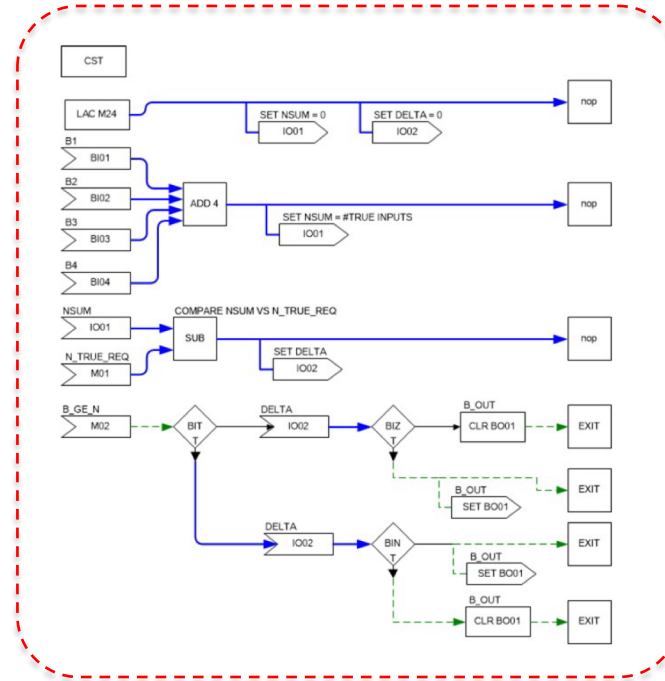 CST
LAC M24
nop
SET NSUM = 0
IO01
SET DELTA = 0
IO02
B1
BI01
B2
BI02
B3
BI03
B4
BI04
ADD 4
nop
SET NSUM = #TRUE INPUTS
IO01
NSUM
IO01
COMPARE NSUM VS N_TRUE_REQ
SUB
nop
N_TRUE_REQ
M01
SET DELTA
IO02
B_GE_N
M02
BIT
T
DELTA
IO02
BIZ
T
B_OUT
CLR BO01
EXIT
B_OUT
SET BO01
EXIT
DELTA
IO02
BIN
T
B_OUT
SET BO01
EXIT
B_OUT
CLR BO01
EXIT